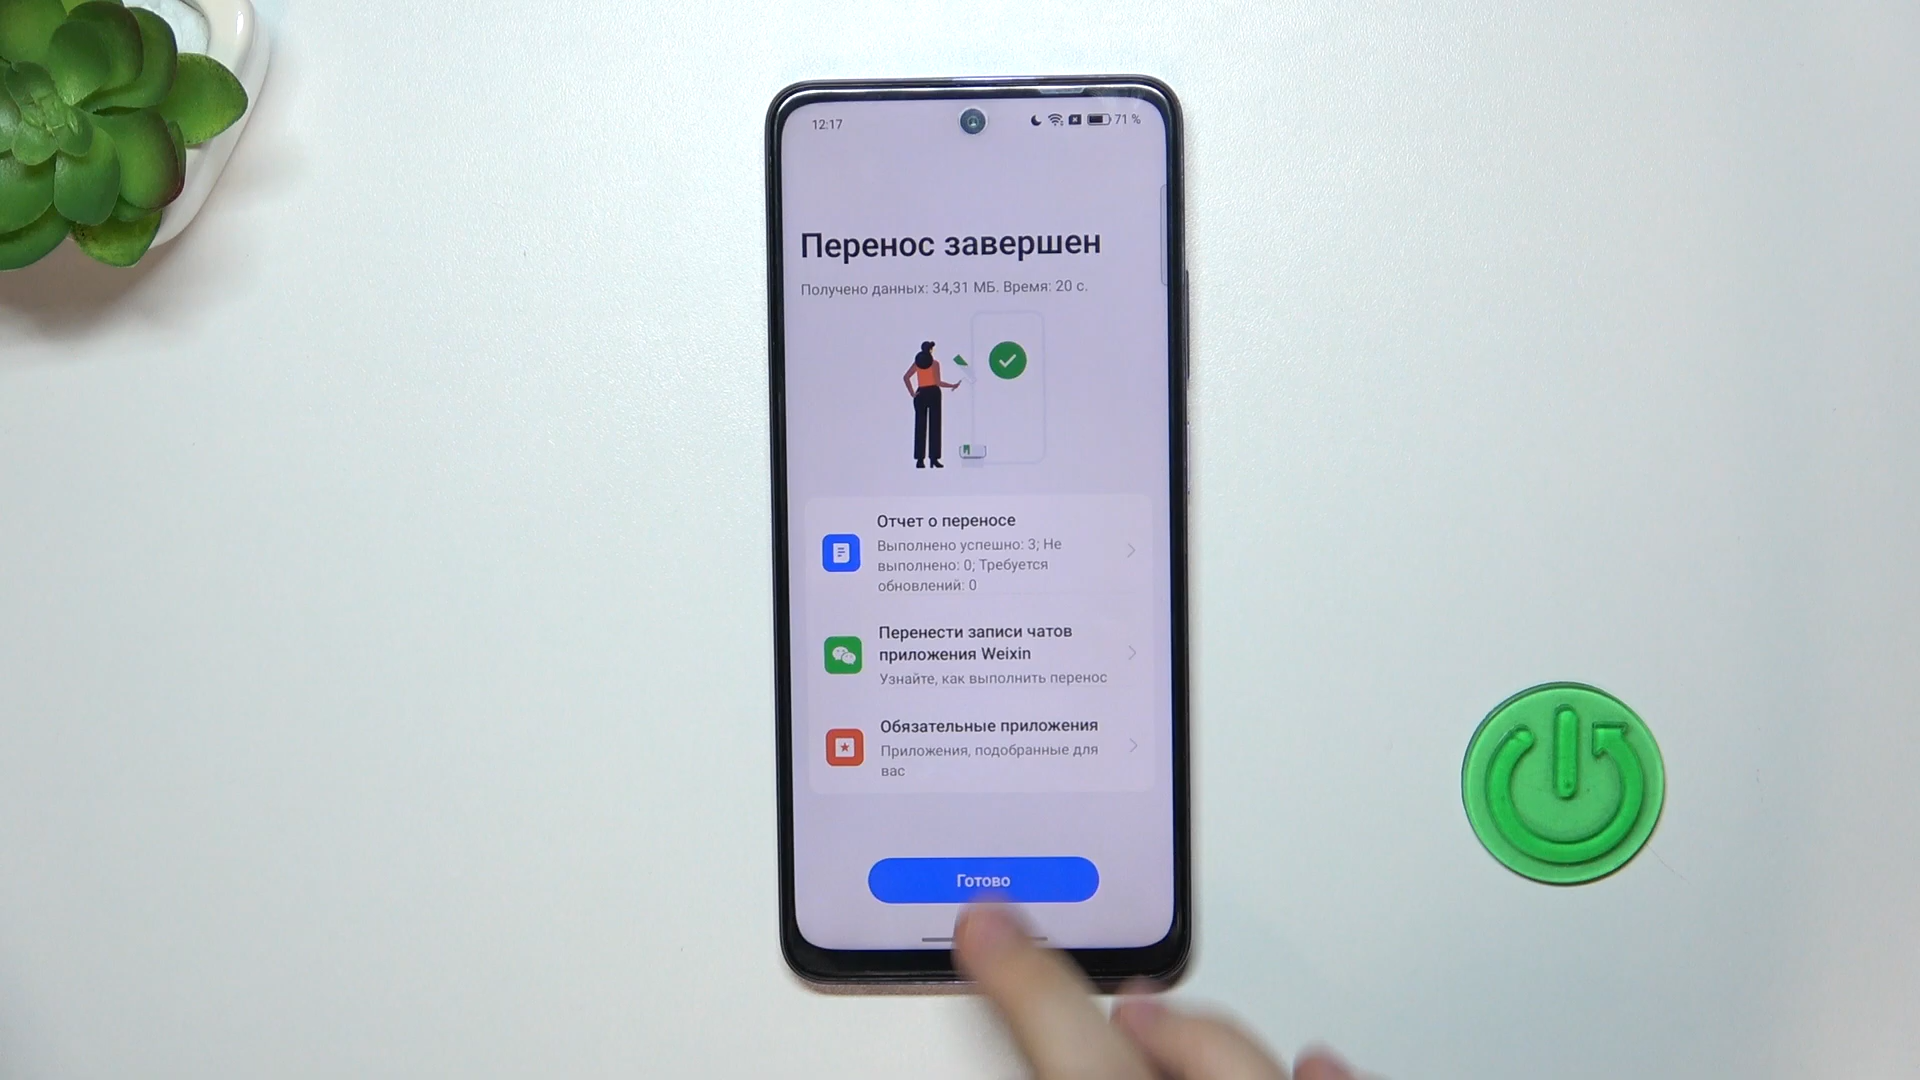 12:17
71 %
Перенос завершен
Получено данных: 34,31 МБ. Время: 20 с.
Отчет о переносе
Выполнено успешно: 3; Не
выполнено: 0; Требуется
обновлений: 0
Перенести записи чатов
приложения Weixin
Узнайте, как выполнить перенос
Обязательные приложения
Приложения, подобранные для
вас
Готово